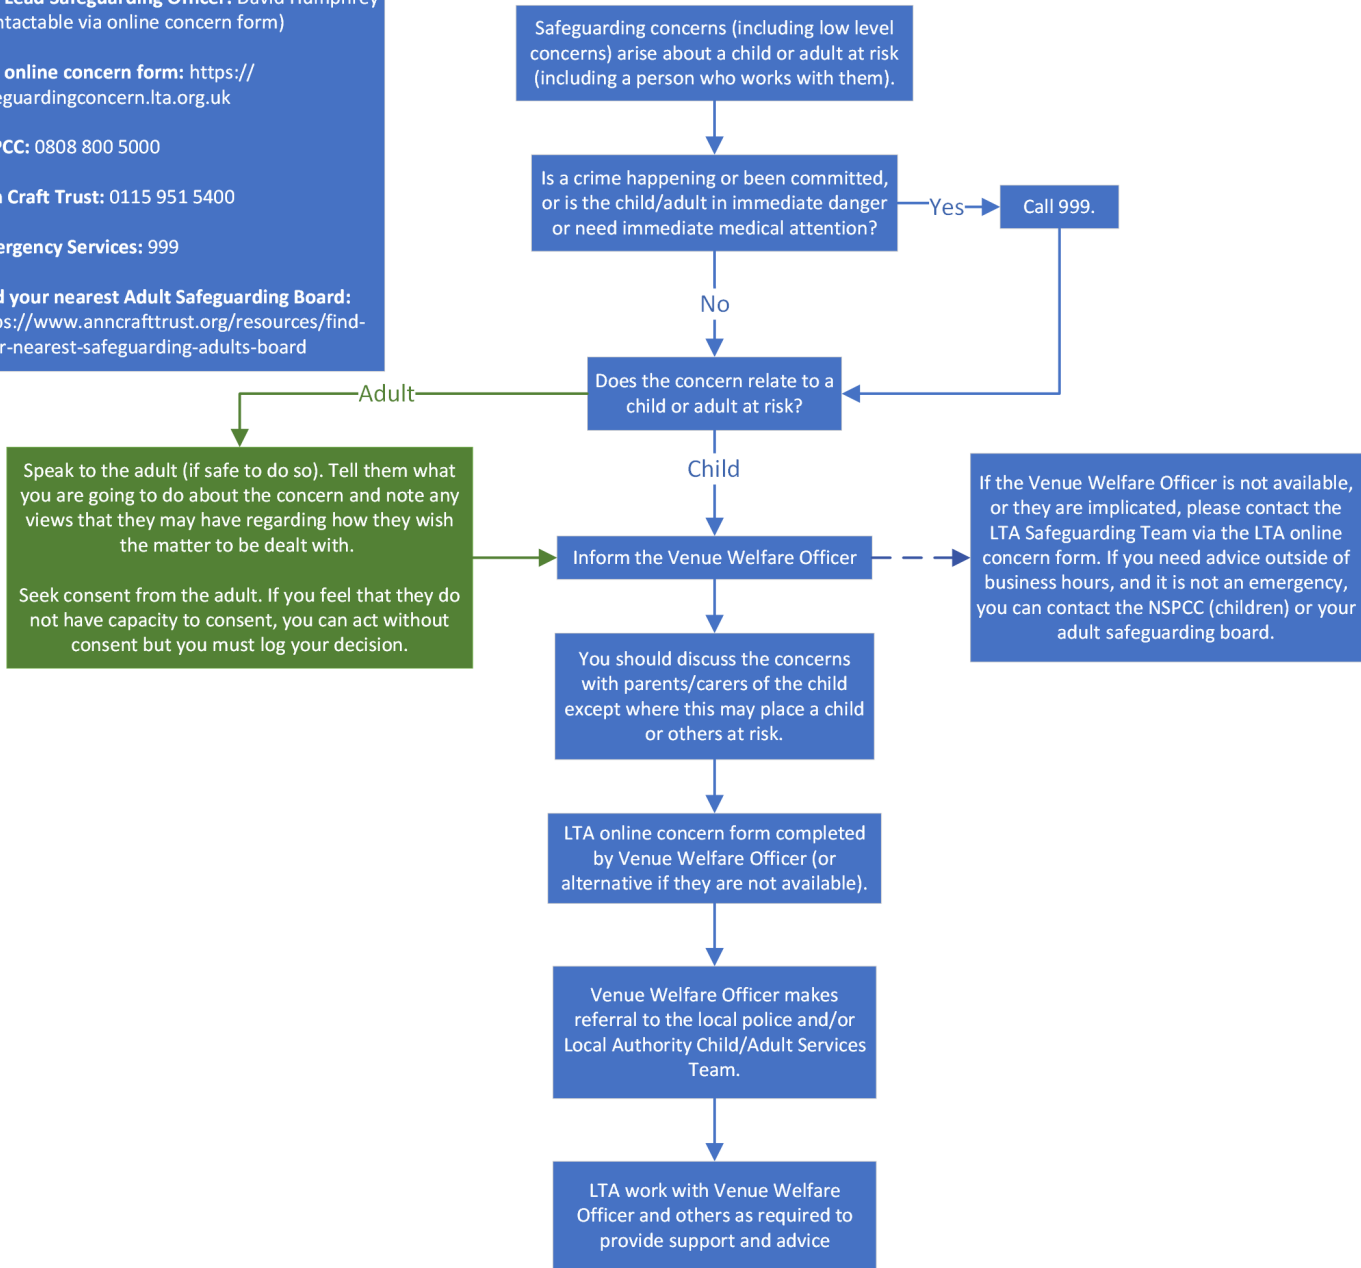 Lead Safeguarding Officer: David Humphrey
ntactable via online concern form)
online concern form: https://
eguardingconcern.lta.org.uk
PCC: 0808 800 5000
Craft Trust: 0115 951 5400
ergency Services: 999
d your nearest Adult Safeguarding Board:
ps://www.anncrafttrust.org/resources/find-
r-nearest-safeguarding-adults-board
Safeguarding concerns (including low level
concerns) arise about a child or adult at risk
(including a person who works with them).
Is a crime happening or been committed,
or is the child/adult in immediate danger
or need immediate medical attention?
Yes
Call 999.
No
Does the concern relate to a
child or adult at risk?
Adult
Child
Speak to the adult (if safe to do so). Tell them what
you are going to do about the concern and note any
views that they may have regarding how they wish
the matter to be dealt with.
Seek consent from the adult. If you feel that they do
not have capacity to consent, you can act without
consent but you must log your decision.
Inform the Venue Welfare Officer
If the Venue Welfare Officer is not available,
or they are implicated, please contact the
LTA Safeguarding Team via the LTA online
concern form. If you need advice outside of
business hours, and it is not an emergency,
you can contact the NSPCC (children) or your
adult safeguarding board.
You should discuss the concerns
with parents/carers of the child
except where this may place a child
or others at risk.
LTA online concern form completed
by Venue Welfare Officer (or
alternative if they are not available).
Venue Welfare Officer makes
referral to the local police and/or
Local Authority Child/Adult Services
Team.
LTA work with Venue Welfare
Officer and others as required to
provide support and advice